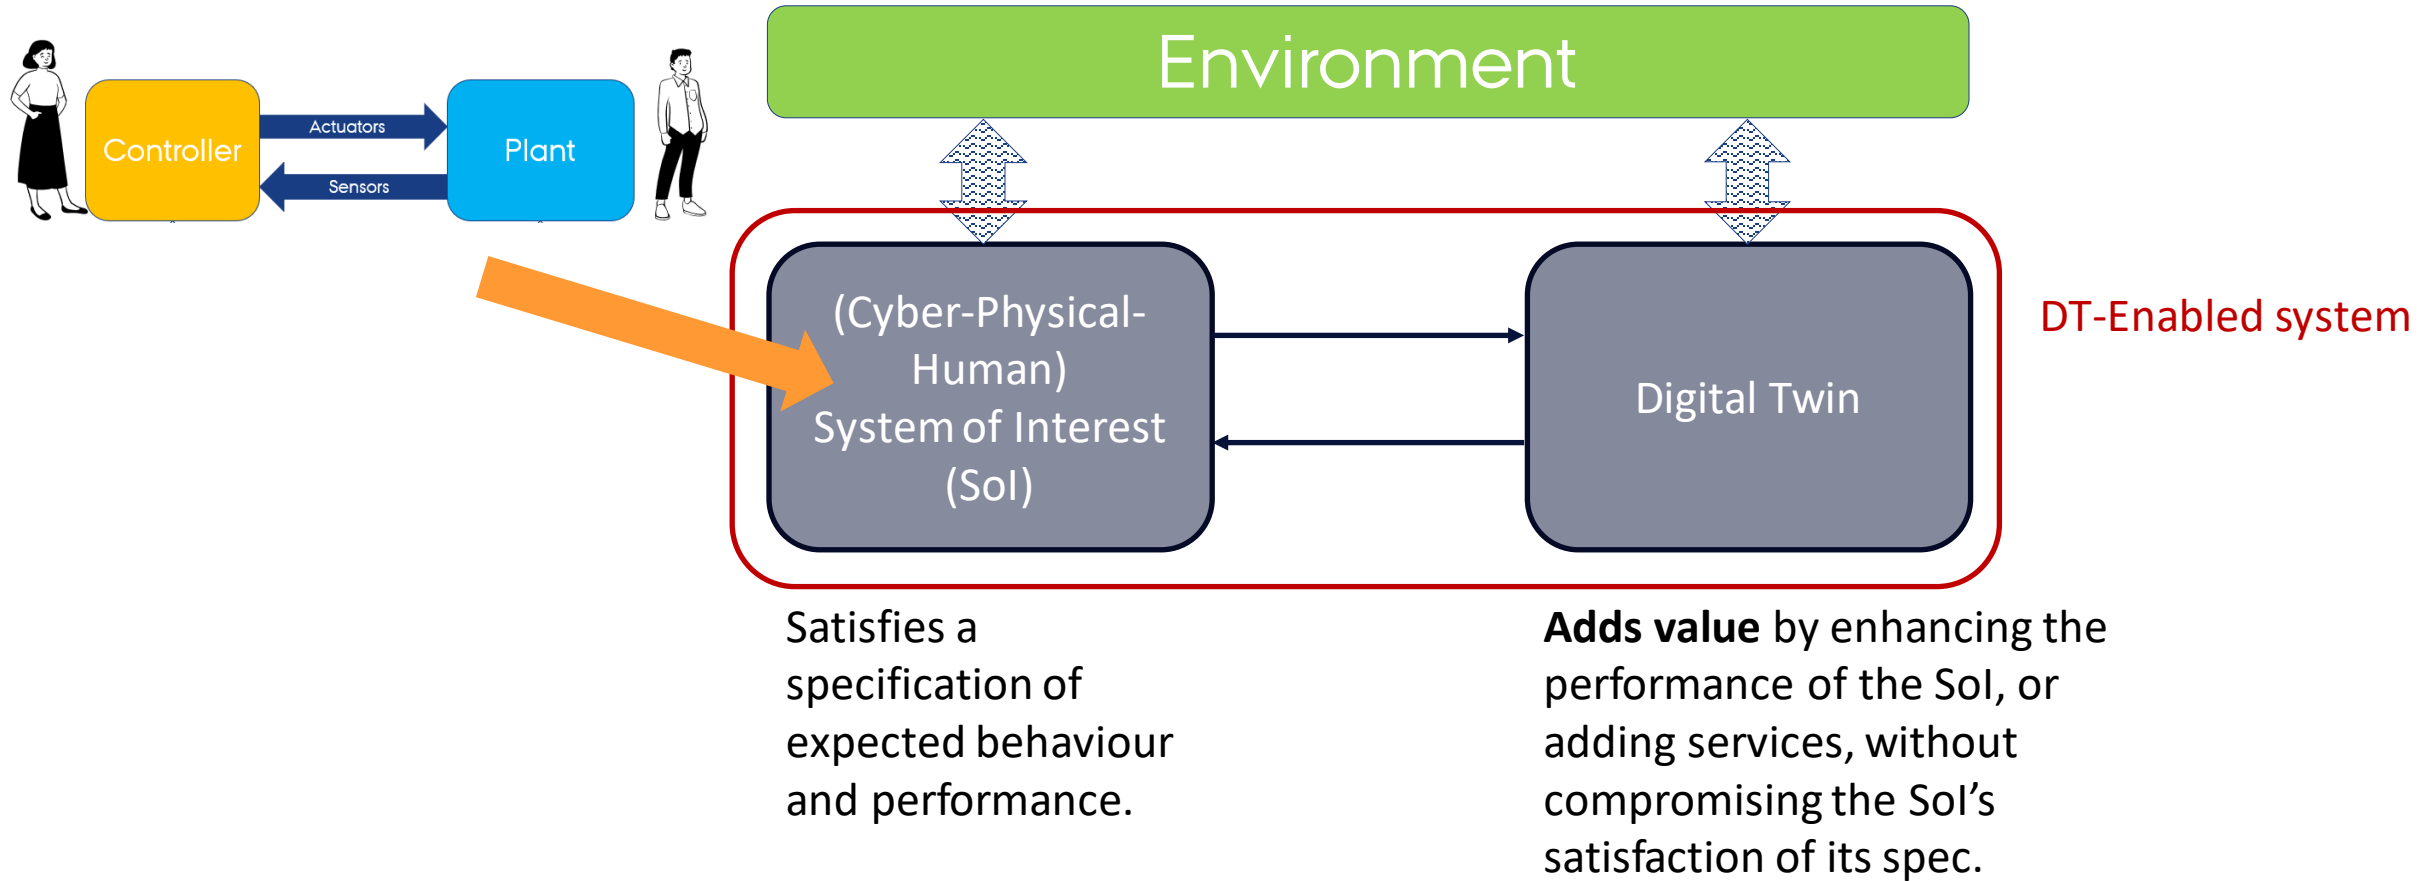 Environment
Controller
Actuators
Sensors
Plant
(Cyber-Physical-
Human)
System of Interest
(SoI)
Digital Twin
DT-Enabled system
Satisfies a
specification of
expected behaviour
and performance.
Adds value by enhancing the
performance of the SoI, or
adding services, without
compromising the SoI’s
satisfaction of its spec.